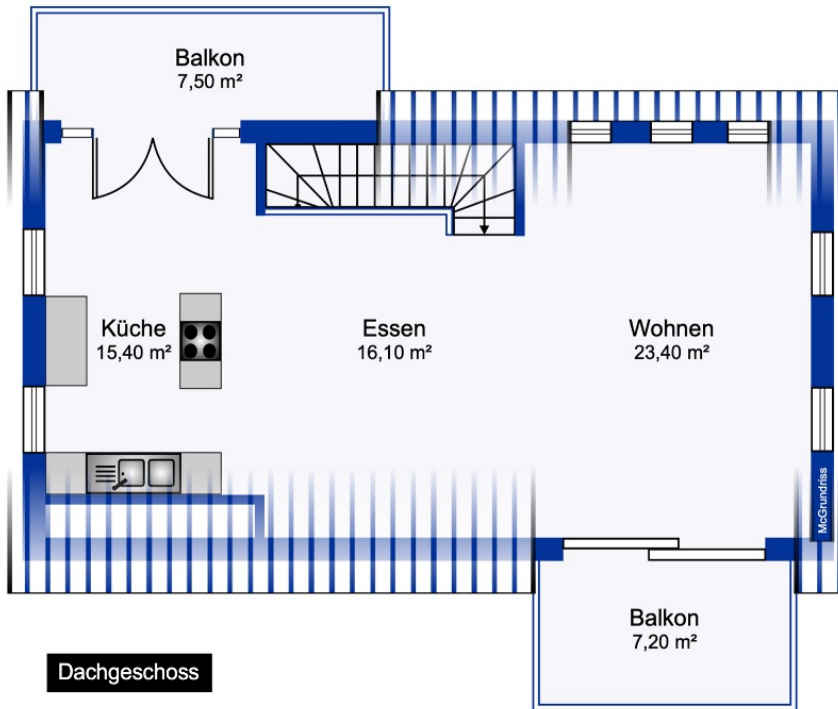 Balkon
7,50 m²
Küche
15,40 m²
Essen
16,10 m²
Wohnen
23,40 m²
McGrundriss
Balkon
7,20 m²
Dachgeschoss